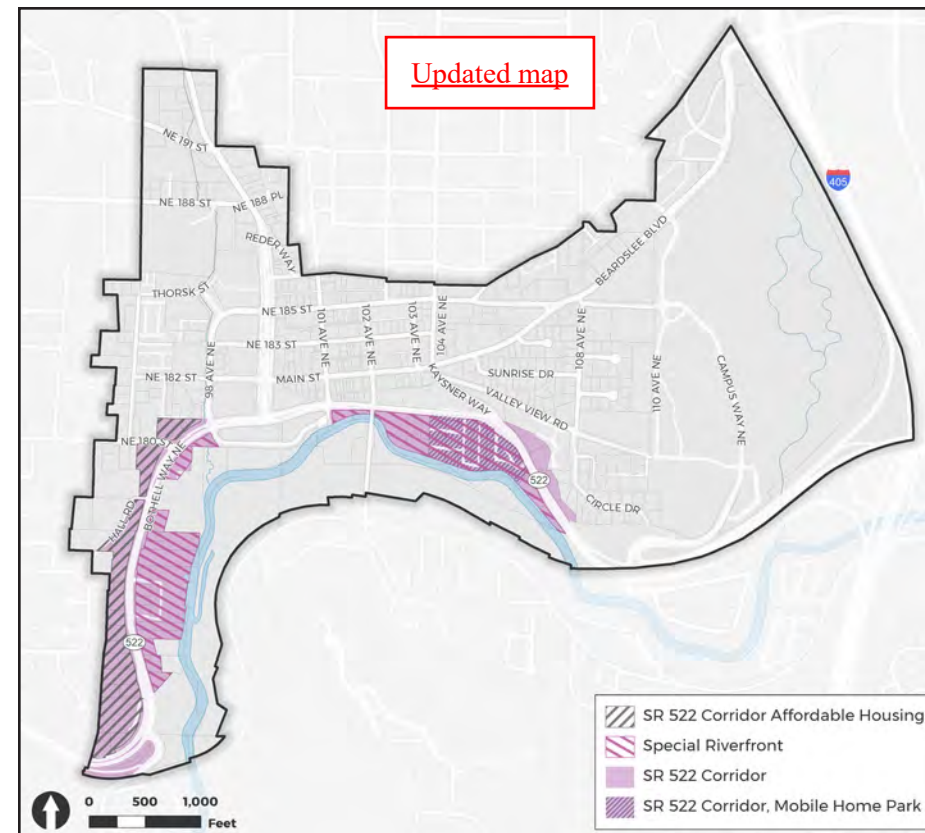 Updated map
NE 191 ST
405
NE 188 PL
NE 188 ST
REDER WAY
BEARDSLEE BLVD
THORSK ST
NE 185 ST
101 AVE NE
102 AVE NE
103 AVE NE
104 AVE NE
98 AVE NE
NE 183 ST
108 AVE NE
110 AVE NE
CAMPUS WAY NE
SUNRISE DR
NE 182 ST
MAIN ST
KAYSNER WAY
VALLEY VIEW RD
NE 180 ST
BOTHELL WAY NE
522
CIRCLE DR
HALL RD
522
SR 522 Corridor Affordable Housing
Special Riverfront
SR 522 Corridor
SR 522 Corridor, Mobile Home Park
0 500 1,000
Feet